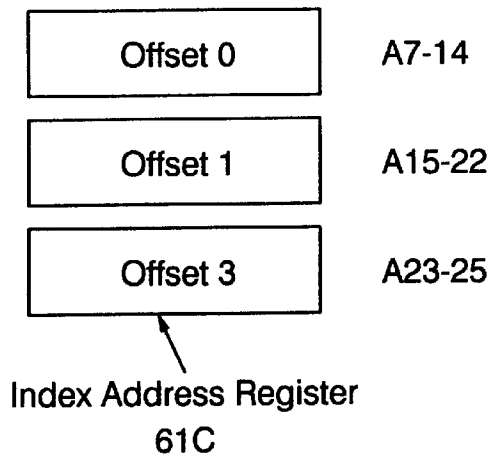 Offset 0 A7-14
Offset 1 A15-22
Offset 3 A23-25
Index Address Register
61C